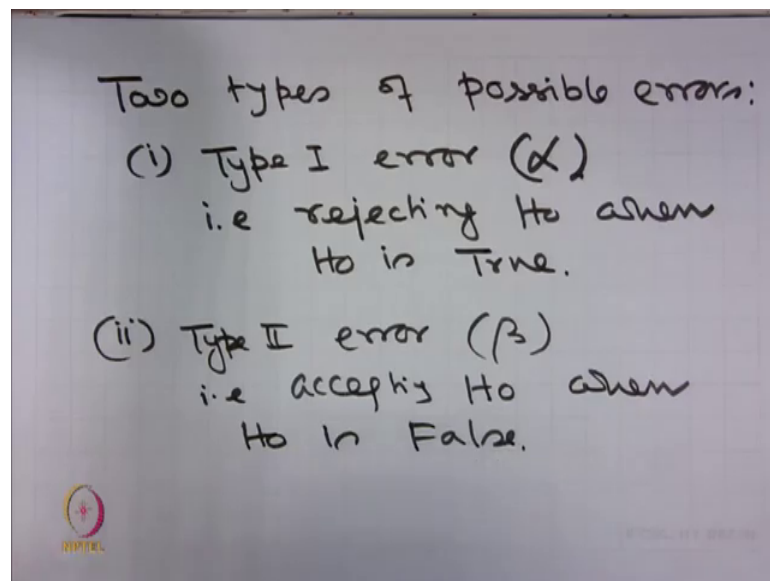 Two types of possible errors:
(i) Type I error (α)
i.e rejecting Ho when
Ho is True.
(ii) Type II error (β)
i.e accepting Ho when
Ho is False.
NPTEL